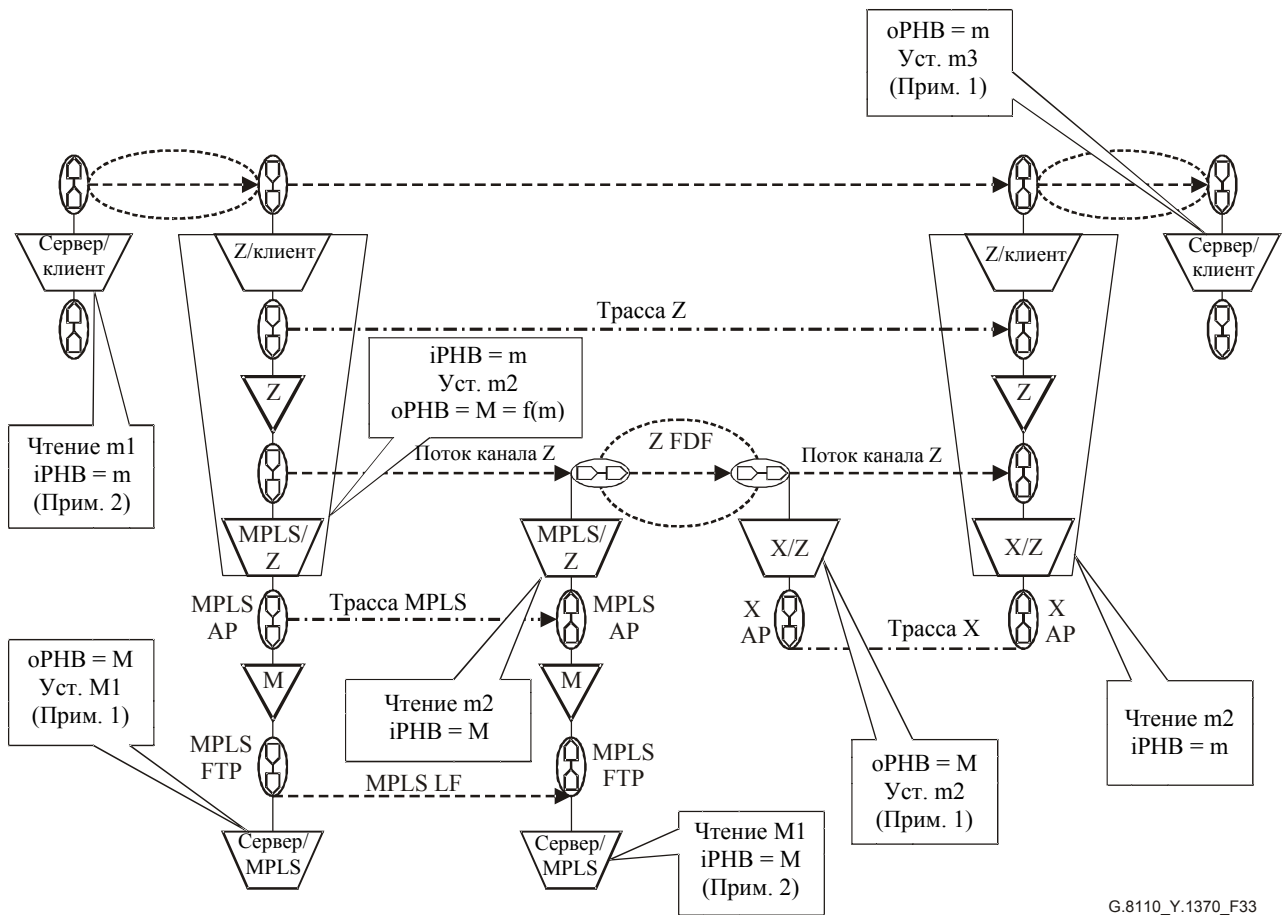 oPHB = m
Уст. m3
(Прим. 1)
Сервер/
клиент
Z/клиент
Z/клиент
Сервер/
клиент
Трасса Z
iPHB = m
Уст. m2
oPHB = M = f(m)
Z
Z
Чтение m1
iPHB = m
(Прим. 2)
Поток канала Z
Z FDF
Поток канала Z
MPLS/
Z
MPLS/
Z
X/Z
X/Z
MPLS
AP
Трасса MPLS
MPLS
AP
X
AP
Трасса X
X
AP
oPHB = M
Уст. M1
(Прим. 1)
M
M
Чтение m2
iPHB = M
Чтение m2
iPHB = m
MPLS
FTP
MPLS LF
MPLS
FTP
oPHB = M
Уст. m2
(Прим. 1)
Сервер/
MPLS
Сервер/
MPLS
Чтение M1
iPHB = M
(Прим. 2)
G.8110_Y.1370_F33